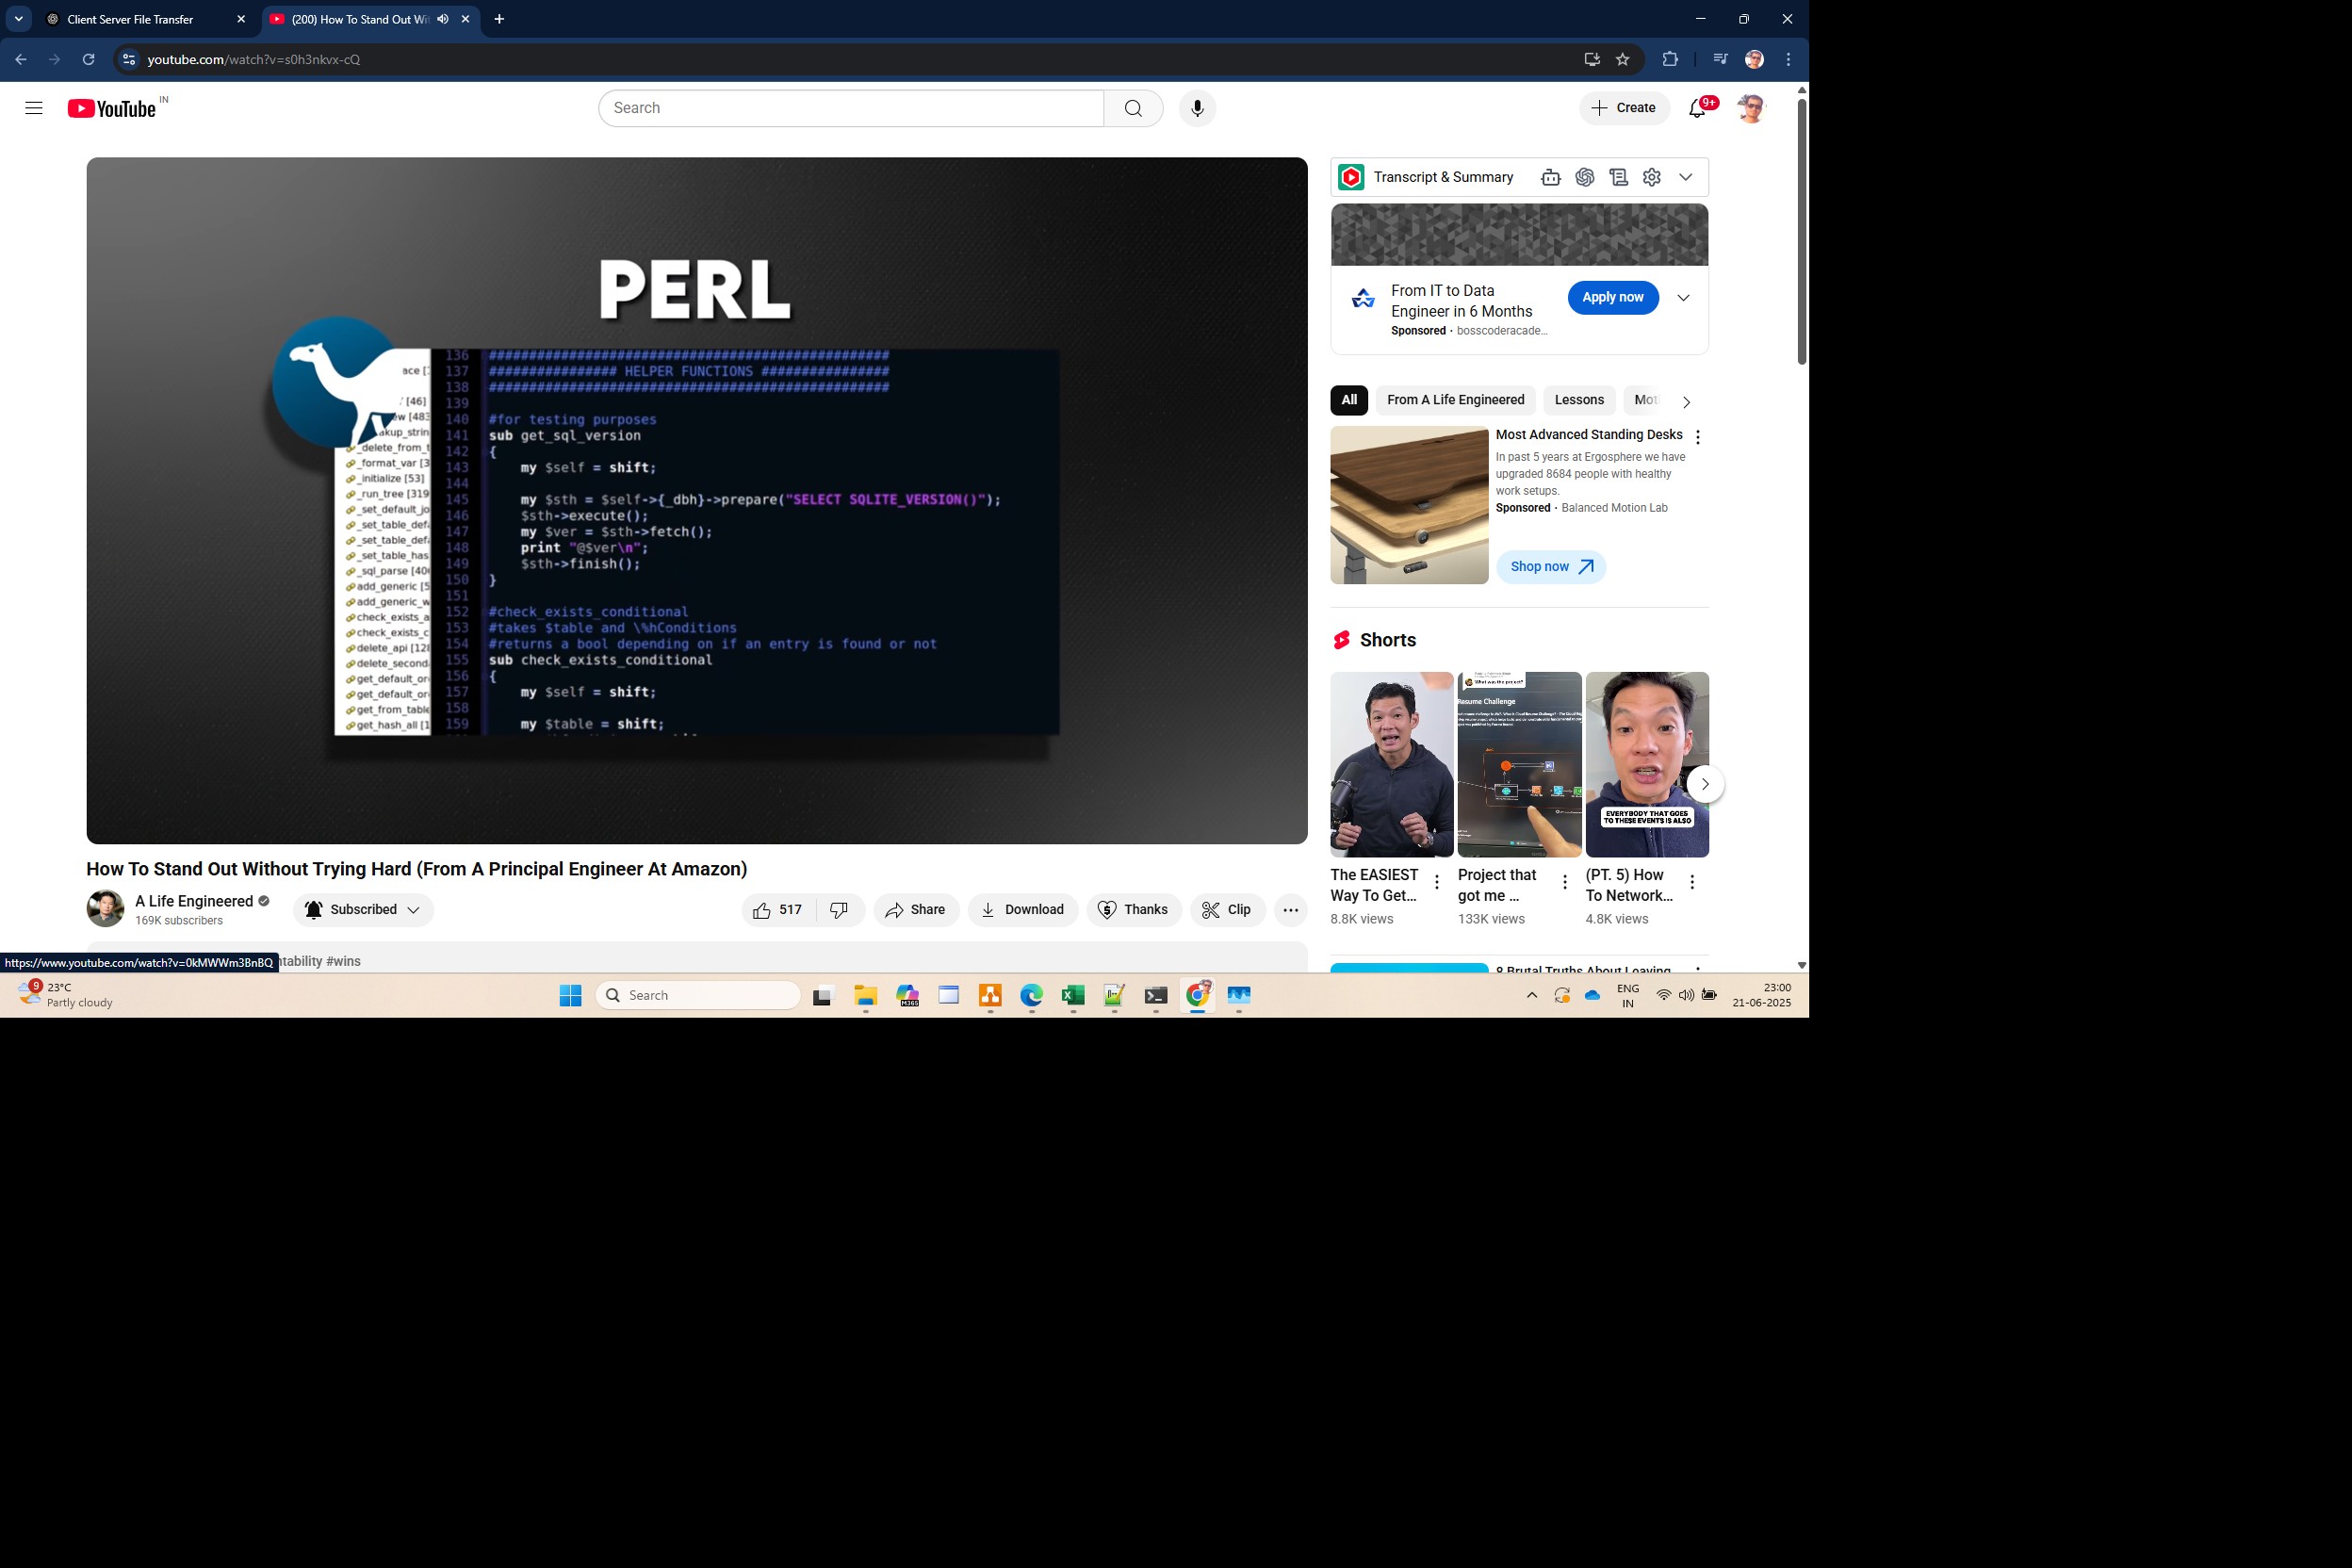 Client Server File Transfer
(200) How To Stand Out Wit
youtube.com/watch?v=s0h3nkvx-cQ
YouTube IN
Search
Create
9+
PERL
136 ##################################################
137 ################ HELPER FUNCTIONS ################
138 ##################################################
139
140 #for testing purposes
141 sub get_sql_version
142 {
143 my $self = shift;
144
145 my $sth = $self->{_dbh}->prepare("SELECT SQLITE_VERSION()");
146 $sth->execute();
147 my $ver = $sth->fetch();
148 print "@$ver\n";
149 $sth->finish();
150 }
151
152 #check_exists_conditional
153 #takes $table and \%hConditions
154 #returns a bool depending on if an entry is found or not
155 sub check_exists_conditional
156 {
157 my $self = shift;
158
159 my $table = shift;
ace [
[46]
ew [483
akup_strin
_delete_from_t
_format_var [3
_initialize [53]
_run_tree [319
_set_default_jo
_set_table_defa
_set_table_defa
_set_table_has
_sql_parse [40
add_generic [5
add_generic_w
check_exists_a
check_exists_c
delete_api [128
delete_second
get_default_or
get_default_or
get_from_table
get_hash_all [1
How To Stand Out Without Trying Hard (From A Principal Engineer At Amazon)
A Life Engineered
169K subscribers
Subscribed
517
Share
Download
Thanks
Clip
ntability #wins
https://www.youtube.com/watch?v=0kMWWm3BnBQ
Transcript & Summary
From IT to Data
Engineer in 6 Months
Sponsored · bosscoderacade...
Apply now
All
From A Life Engineered
Lessons
Mot
Most Advanced Standing Desks
In past 5 years at Ergosphere we have
upgraded 8684 people with healthy
work setups.
Sponsored · Balanced Motion Lab
Shop now
Shorts
What was the project?
Resume Challenge
EVERYBODY THAT GOES
TO THESE EVENTS IS ALSO
The EASIEST
Way To Get...
8.8K views
Project that
got me ...
133K views
(PT. 5) How
To Network...
4.8K views
8 Brutal Truths About Leaving
9
23°C
Partly cloudy
Search
M365
ENG
IN
23:00
21-06-2025